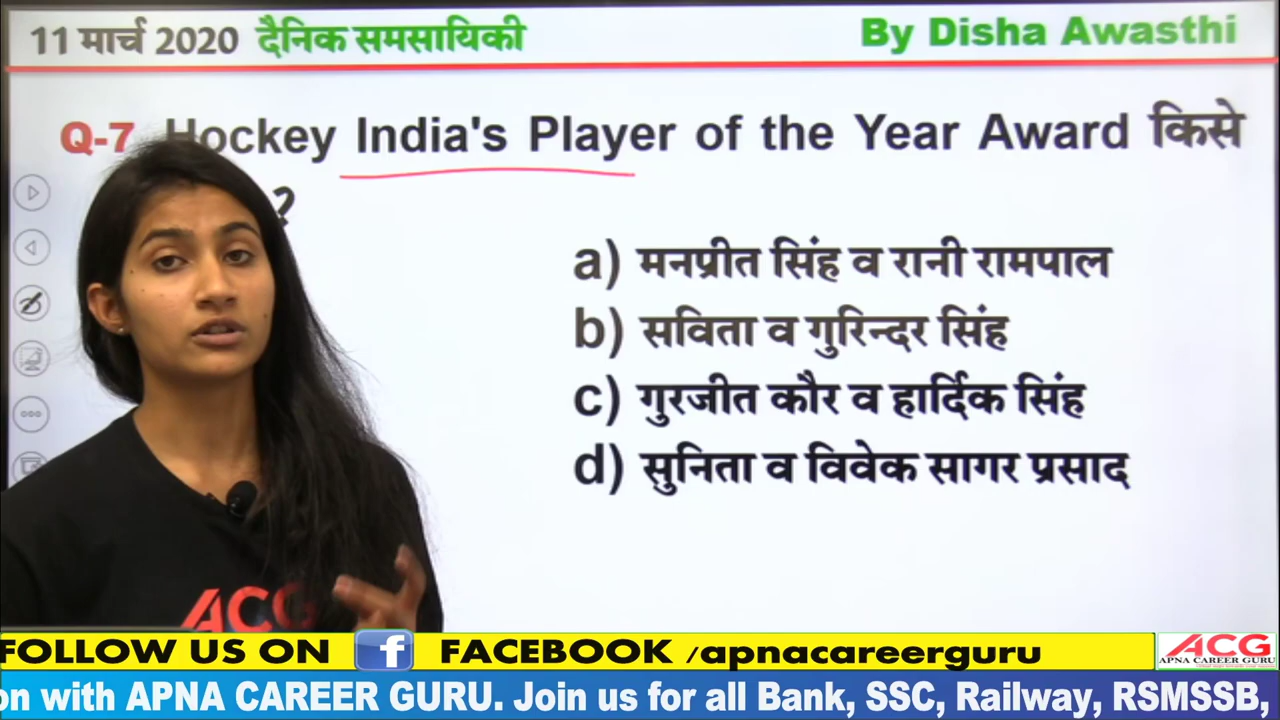 11 मार्च 2020 दैनिक समसायिकी
By Disha Awasthi
Q-7 Hockey India's Player of the Year Award किसे
?
a) मनप्रीत सिंह व रानी रामपाल
b) सविता व गुरिन्दर सिंह
c) गुरजीत कौर व हार्दिक सिंह
d) सुनिता व विवेक सागर प्रसाद
ACG
FOLLOW US ON f FACEBOOK /apnacareerguru
ACG
APNA CAREER GURU
on with APNA CAREER GURU. Join us for all Bank, SSC, Railway, RSMSSB,